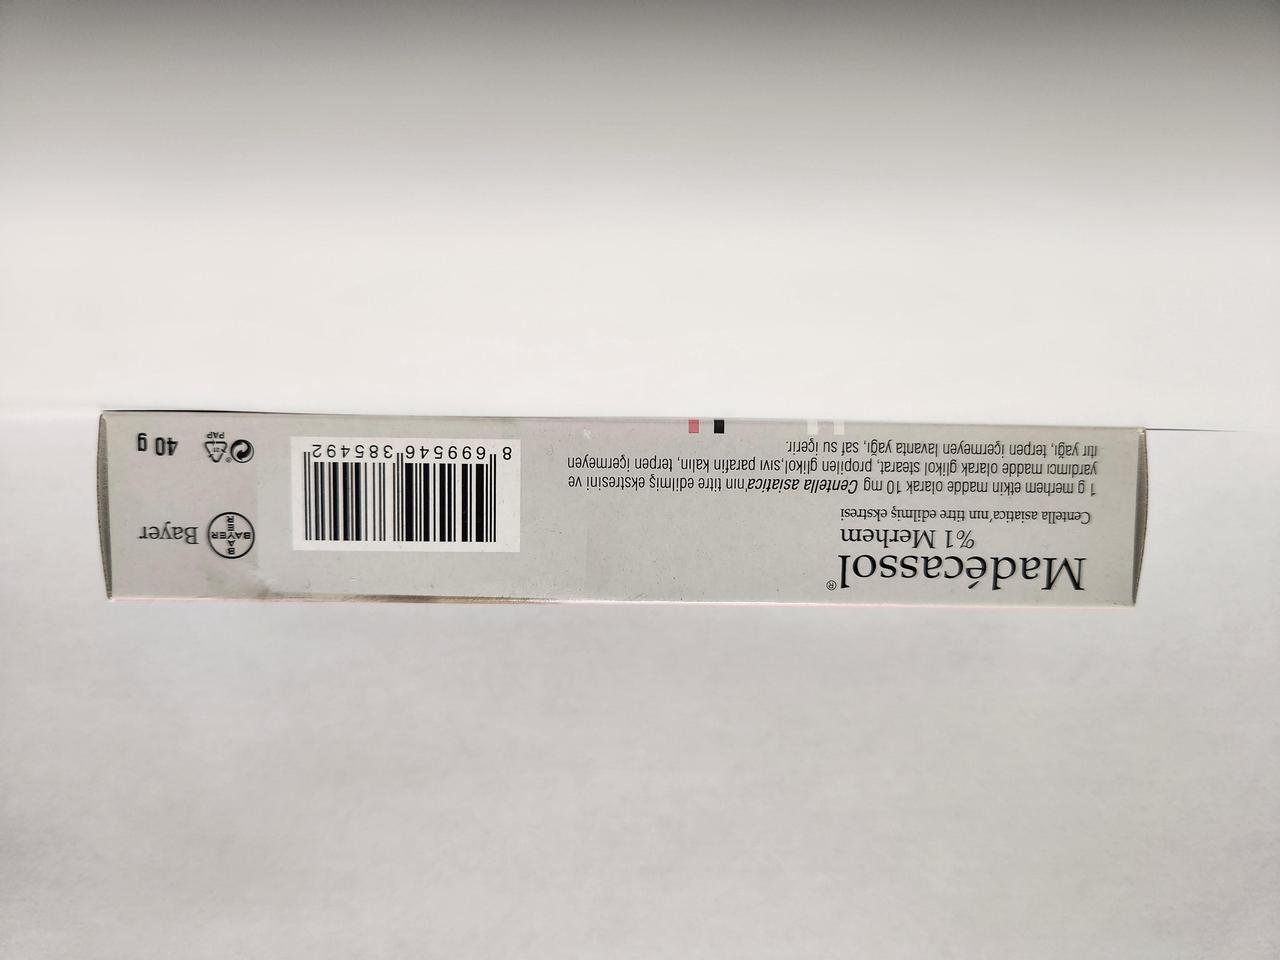 Madécassol®
%1 Merhem
Centella asiatica'nın titre edilmiş ekstresi
1 g merhem etkin madde olarak 10 mg Centella asiatica'nın titre edilmiş ekstresini ve
yardımcı madde olarak glikol stearat, propilen glikol,sıvı parafin kalın, terpen içermeyen
ıtır yağı, terpen içermeyen lavanta yağı, saf su içerir.
8 699546 385492
BAYER
BAYER
Bayer
PAP
40 g